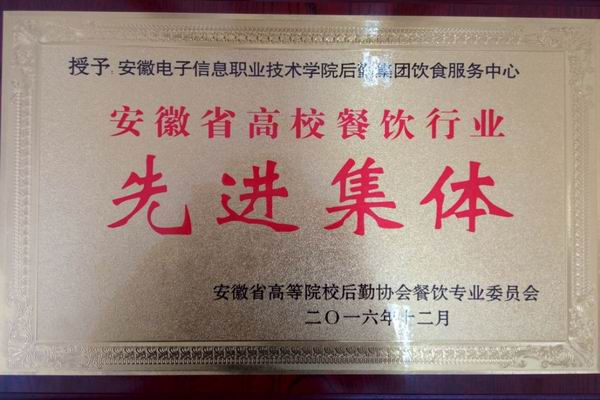 授予 安徽电子信息职业技术学院后勤集团饮食服务中心
安徽省高校餐饮行业
先进集体
安徽省高等院校后勤协会餐饮专业委员会
二〇一六年十二月